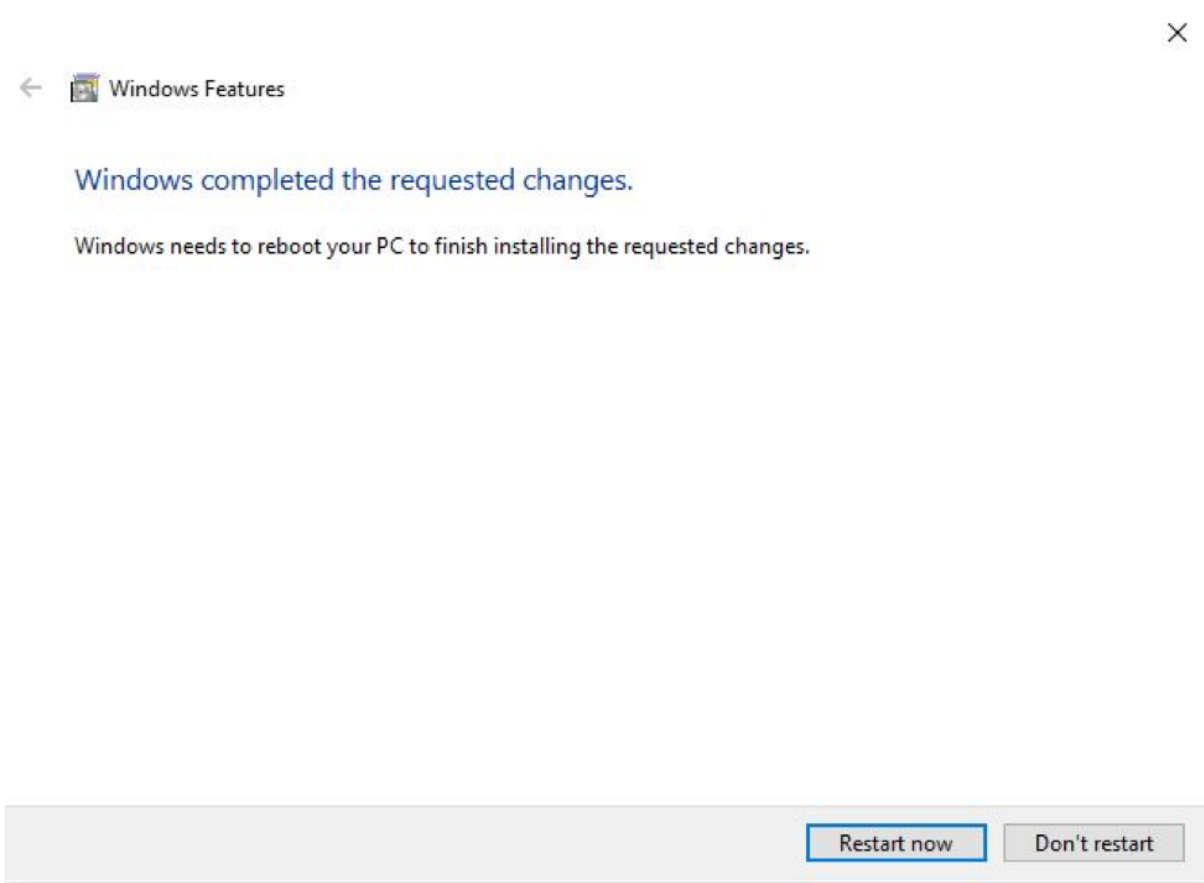 Windows Features
Windows completed the requested changes.
Windows needs to reboot your PC to finish installing the requested changes.
Restart now
Don't restart